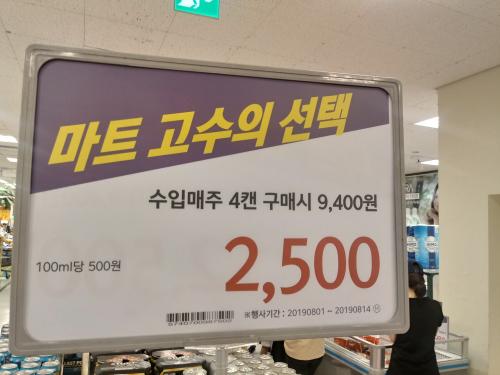 마트 고수의 선택
수입매주 4캔 구매시 9,400원
100ml당 500원
2,500
※행사기간 : 20190801 ~ 20190814